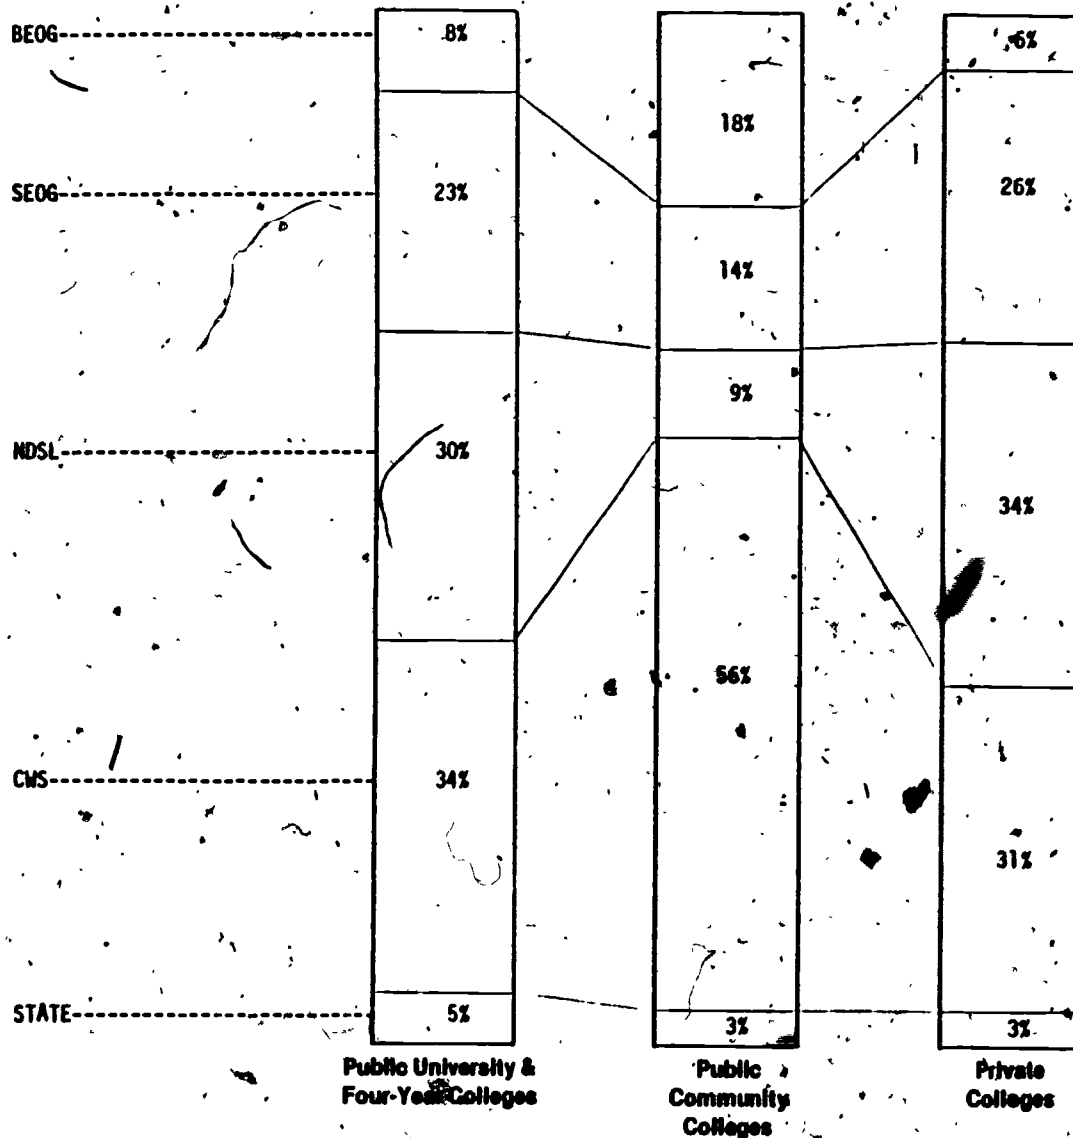 BEOG 8% 6%
18%
SEOG 23% 26%
14%
9%
NDSL 30% 34%
56%
CWS 34% 31%
STATE 5% 3% 3%
Public University &
Four-Year Colleges
Public
Community
Colleges
Private
Colleges